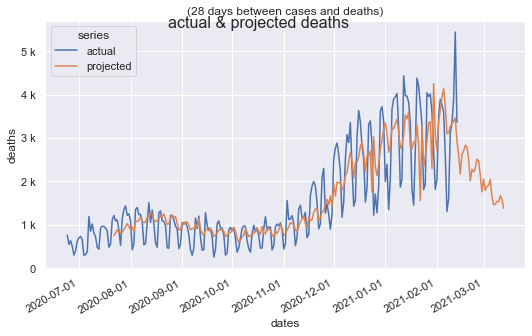 (28 days between cases and deaths)
actual & projected deaths
series
actual
projected
deaths
5 k
4 k
3 k
2 k
1 k
0
2020-07-01
2020-08-01
2020-09-01
2020-10-01
2020-11-01
2020-12-01
2021-01-01
2021-02-01
2021-03-01
dates